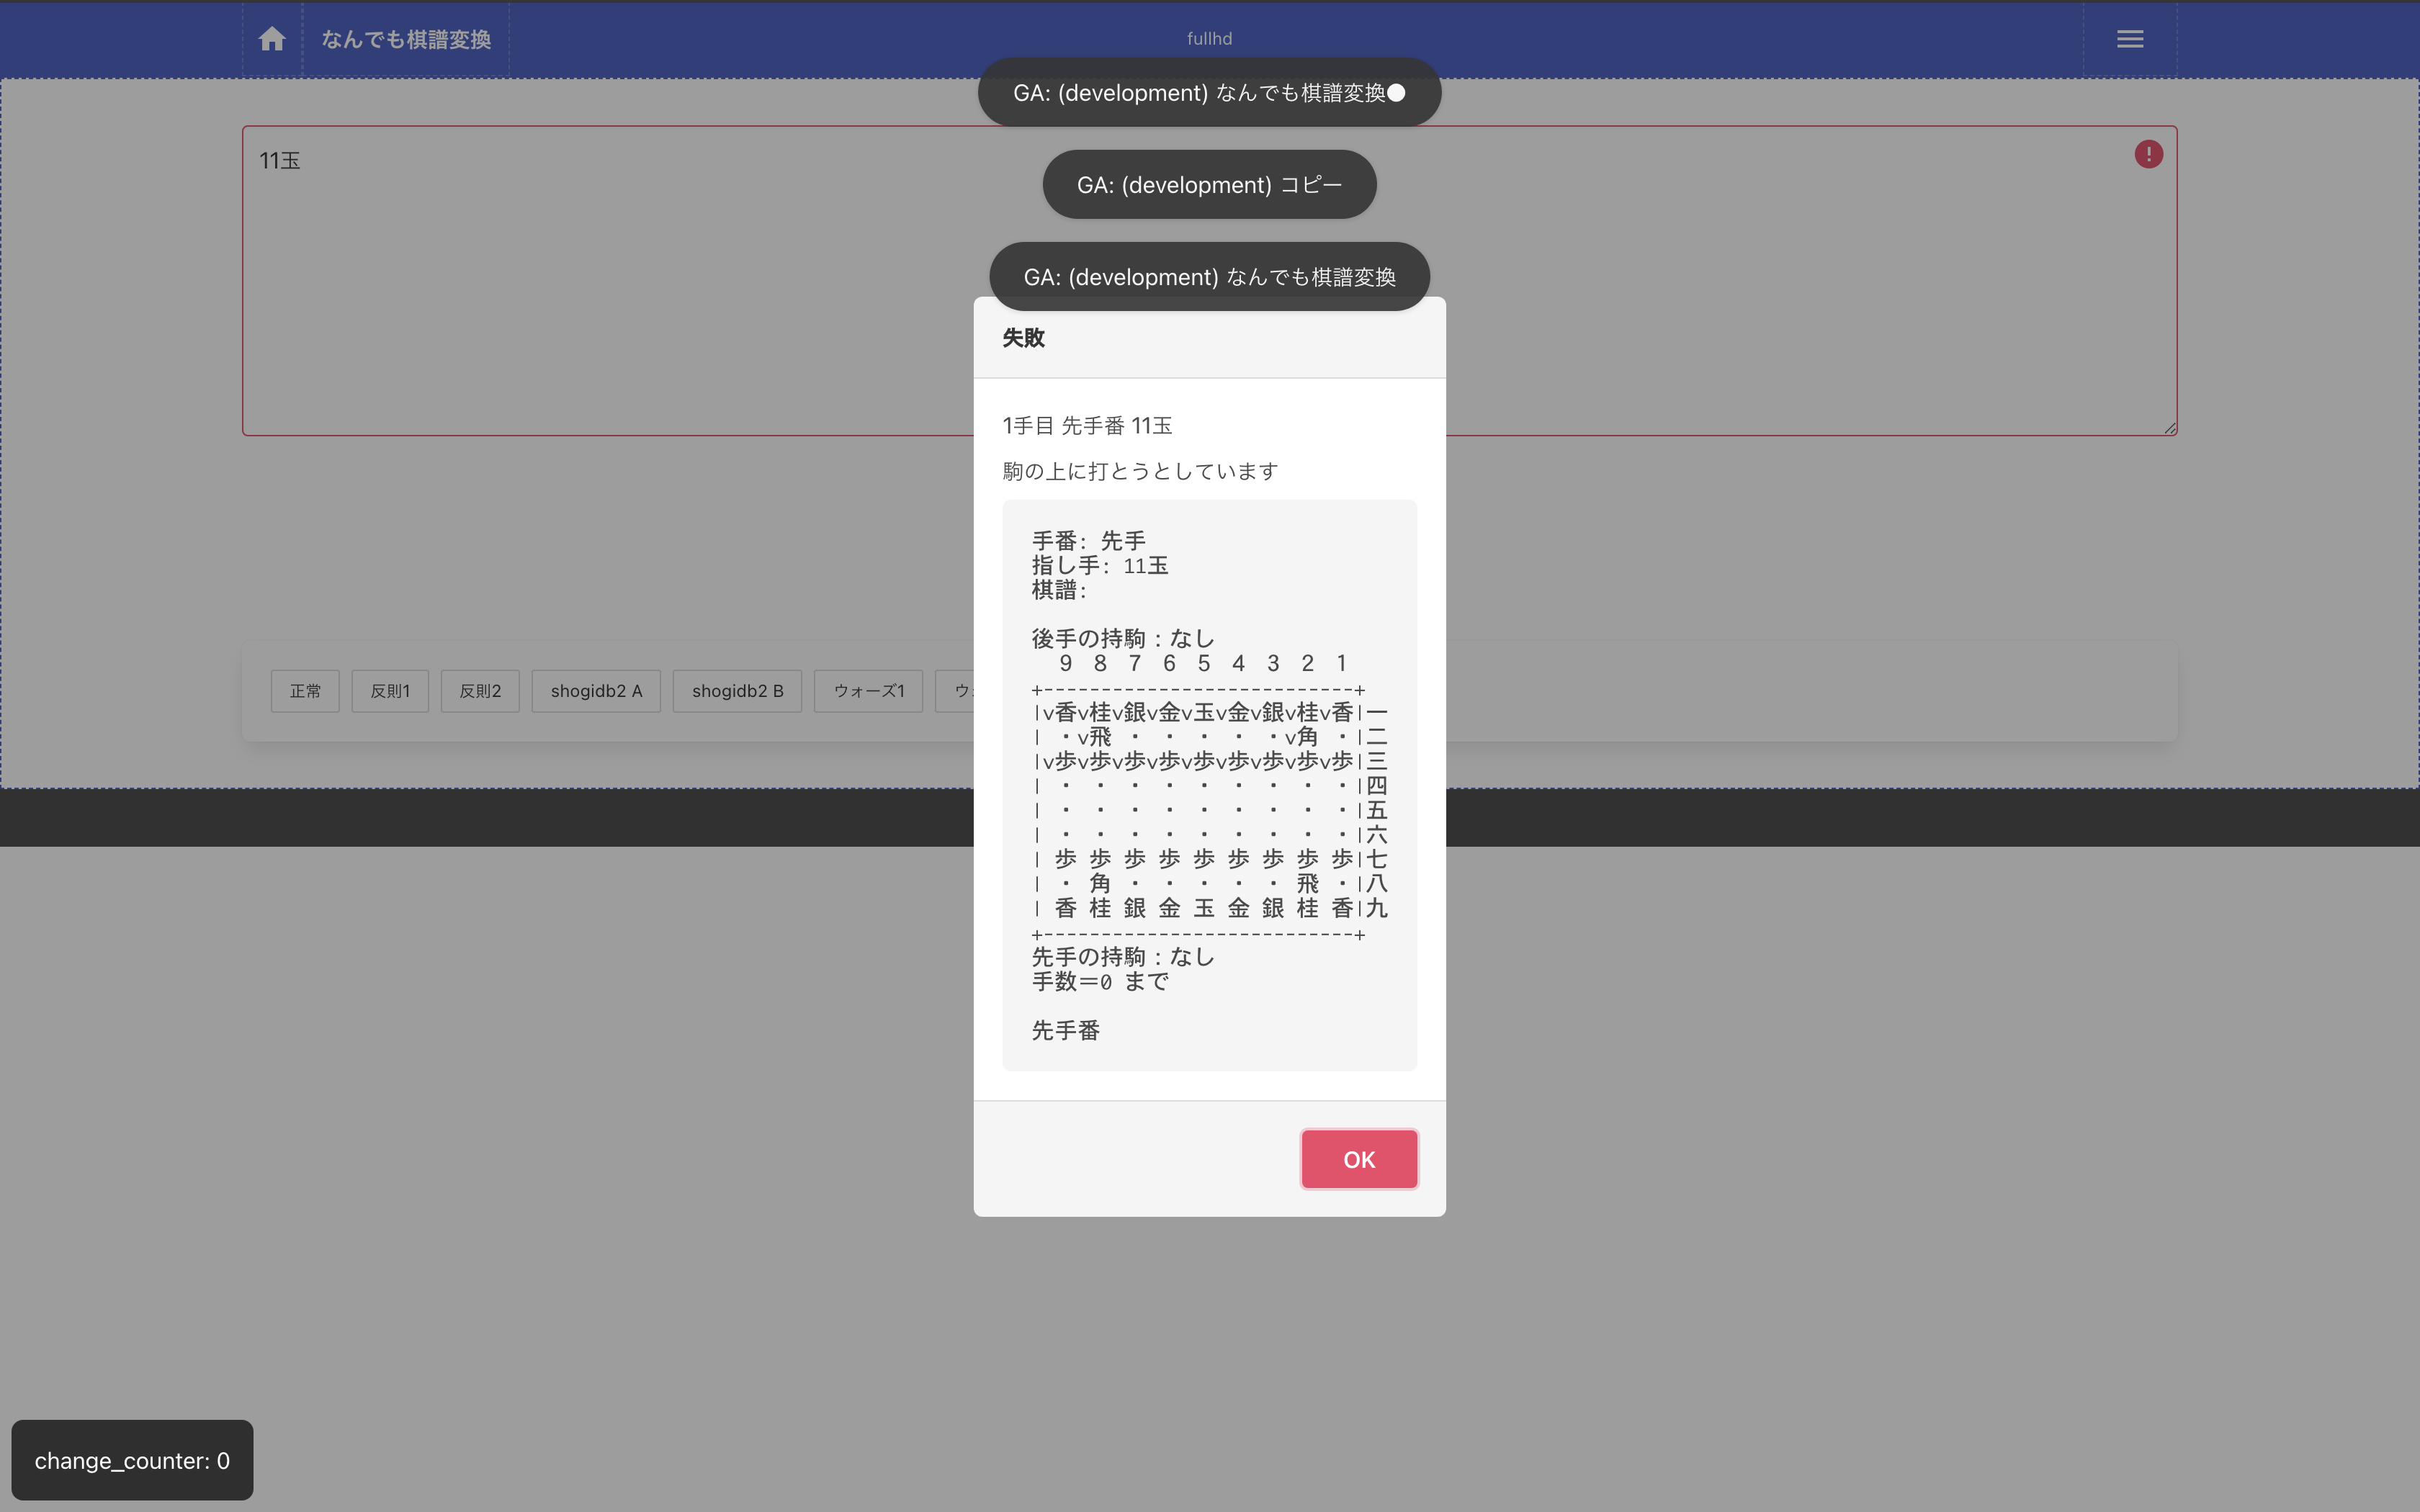 なんでも棋譜変換
fullhd
GA: (development) なんでも棋譜変換●
GA: (development) コピー
GA: (development) なんでも棋譜変換
11玉
失敗
1手目 先手番 11玉
駒の上に打とうとしています
手番: 先手
指し手: 11玉
棋譜:
後手の持駒：なし
9 8 7 6 5 4 3 2 1
+---------------------------+
|v香v桂v銀v金v玉v金v銀v桂v香|一
| ・v飛 ・ ・ ・ ・ ・v角 ・|二
|v歩v歩v歩v歩v歩v歩v歩v歩v歩|三
| ・ ・ ・ ・ ・ ・ ・ ・ ・|四
| ・ ・ ・ ・ ・ ・ ・ ・ ・|五
| ・ ・ ・ ・ ・ ・ ・ ・ ・|六
| 歩 歩 歩 歩 歩 歩 歩 歩 歩|七
| ・ 角 ・ ・ ・ ・ ・ 飛 ・|八
| 香 桂 銀 金 玉 金 銀 桂 香|九
+---------------------------+
先手の持駒：なし
手数＝0 まで
先手番
OK
正常 反則1 反則2 shogidb2 A shogidb2 B ウォーズ1
change_counter: 0